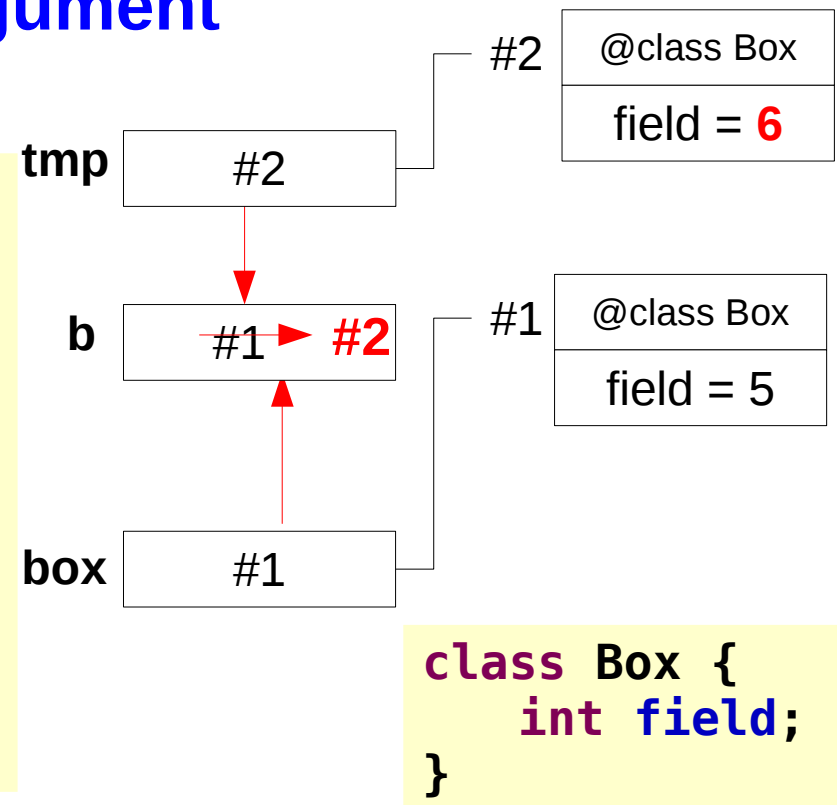 #2
@class Box
field = 6
tmp
#2
b
#1 #2
#1
@class Box
field = 5
box
#1
class Box {
int field;
}